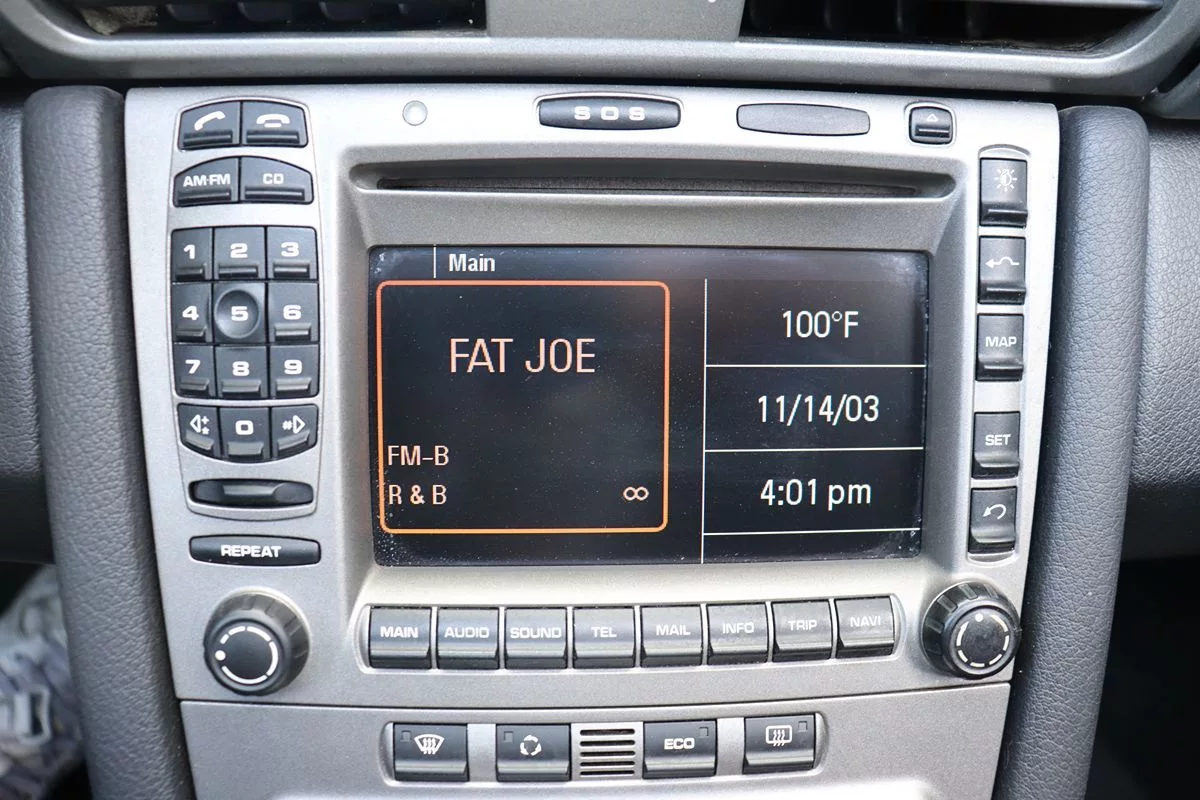 SOS
AM·FM CD
1 2 3
4 5 6
7 8 9
* 0 #
REPEAT
Main
FAT JOE
FM-B
R & B ∞
100°F
11/14/03
4:01 pm
MAP
SET
MAIN AUDIO SOUND TEL MAIL INFO TRIP NAVI
ECO